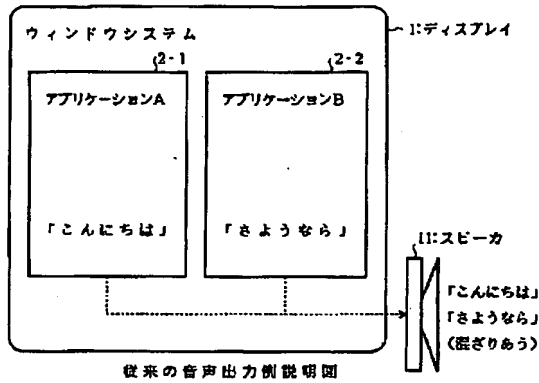 ウィンドウシステム
1:ディスプレイ
2-1
2-2
アプリケーションA
アプリケーションB
「こんにちは」
「さようなら」
11:スピーカ
「こんにちは」
「さようなら」
(混ざりあう)
従来の音声出力例説明図